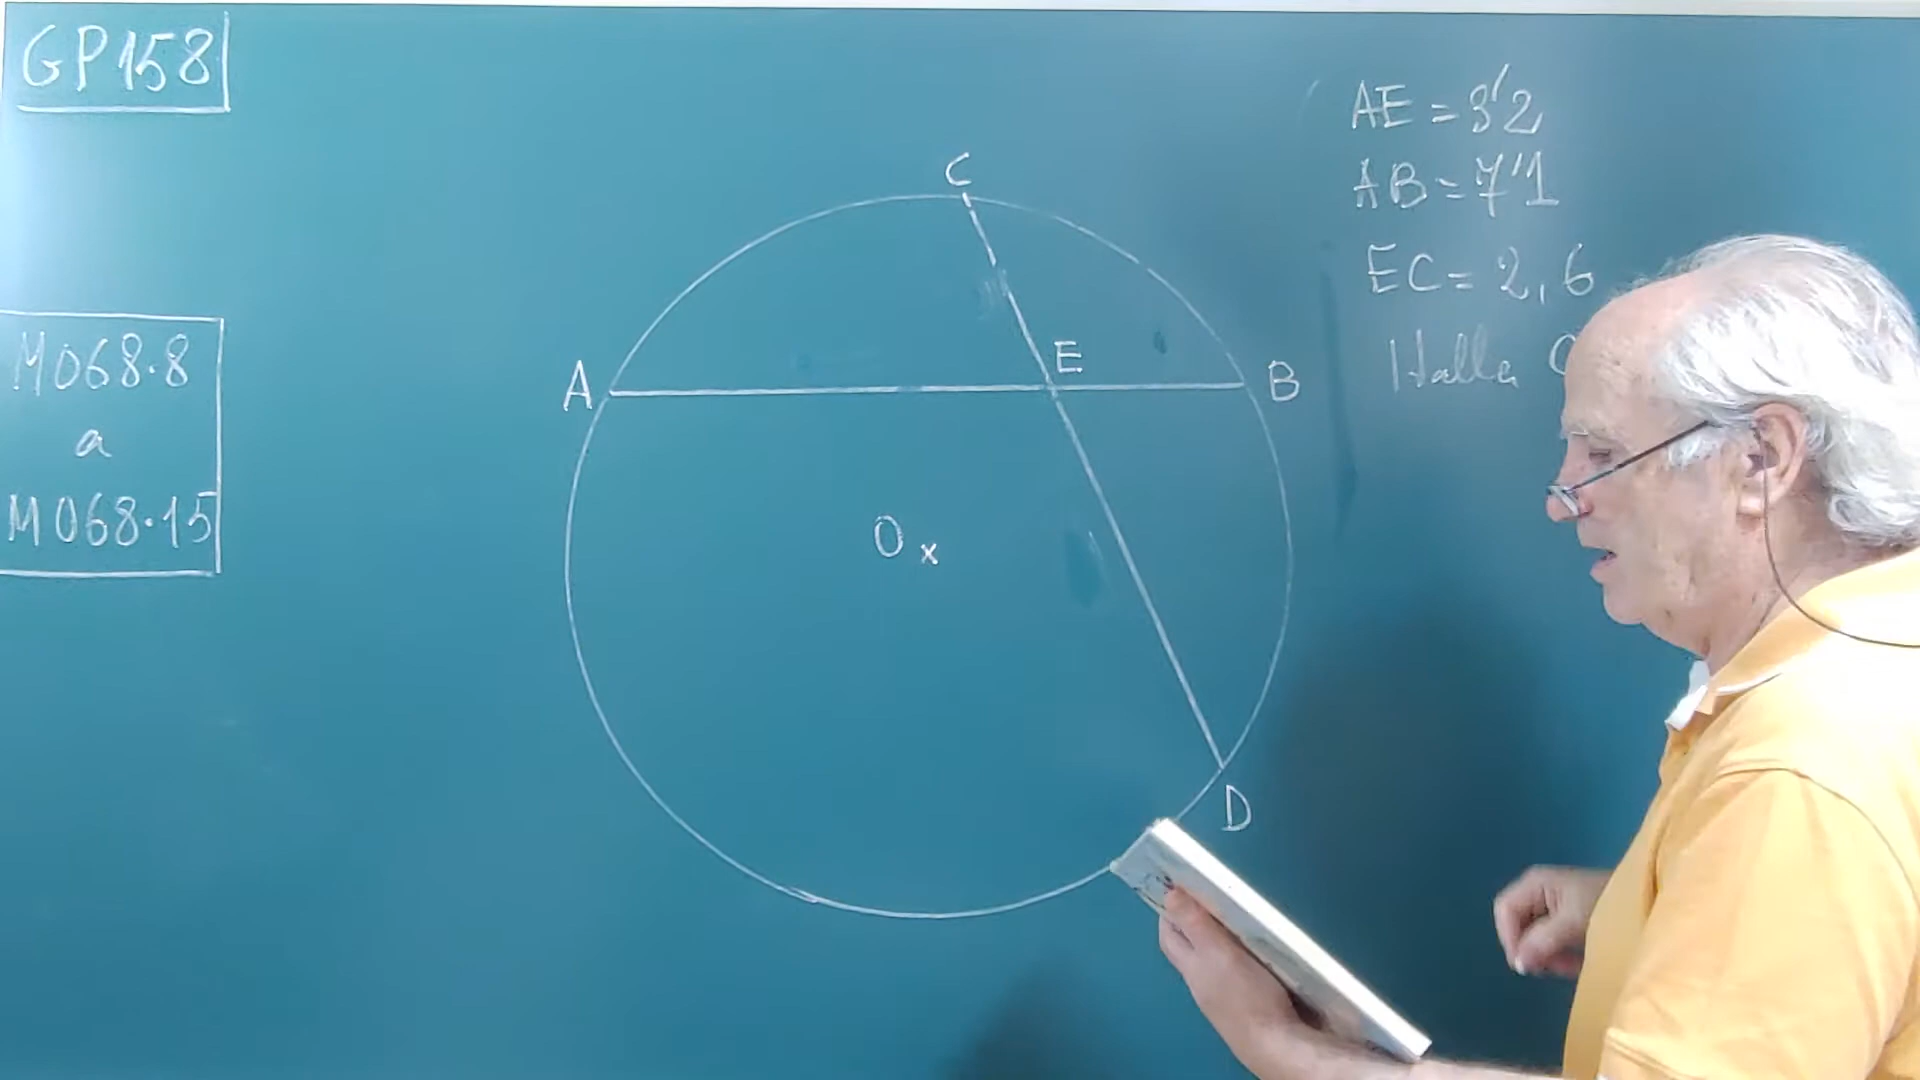 GP158
M068.8
a
M068.15
C
A
E
B
O
D
AE = 3'2
AB = 7'1
EC = 2,6
Halla